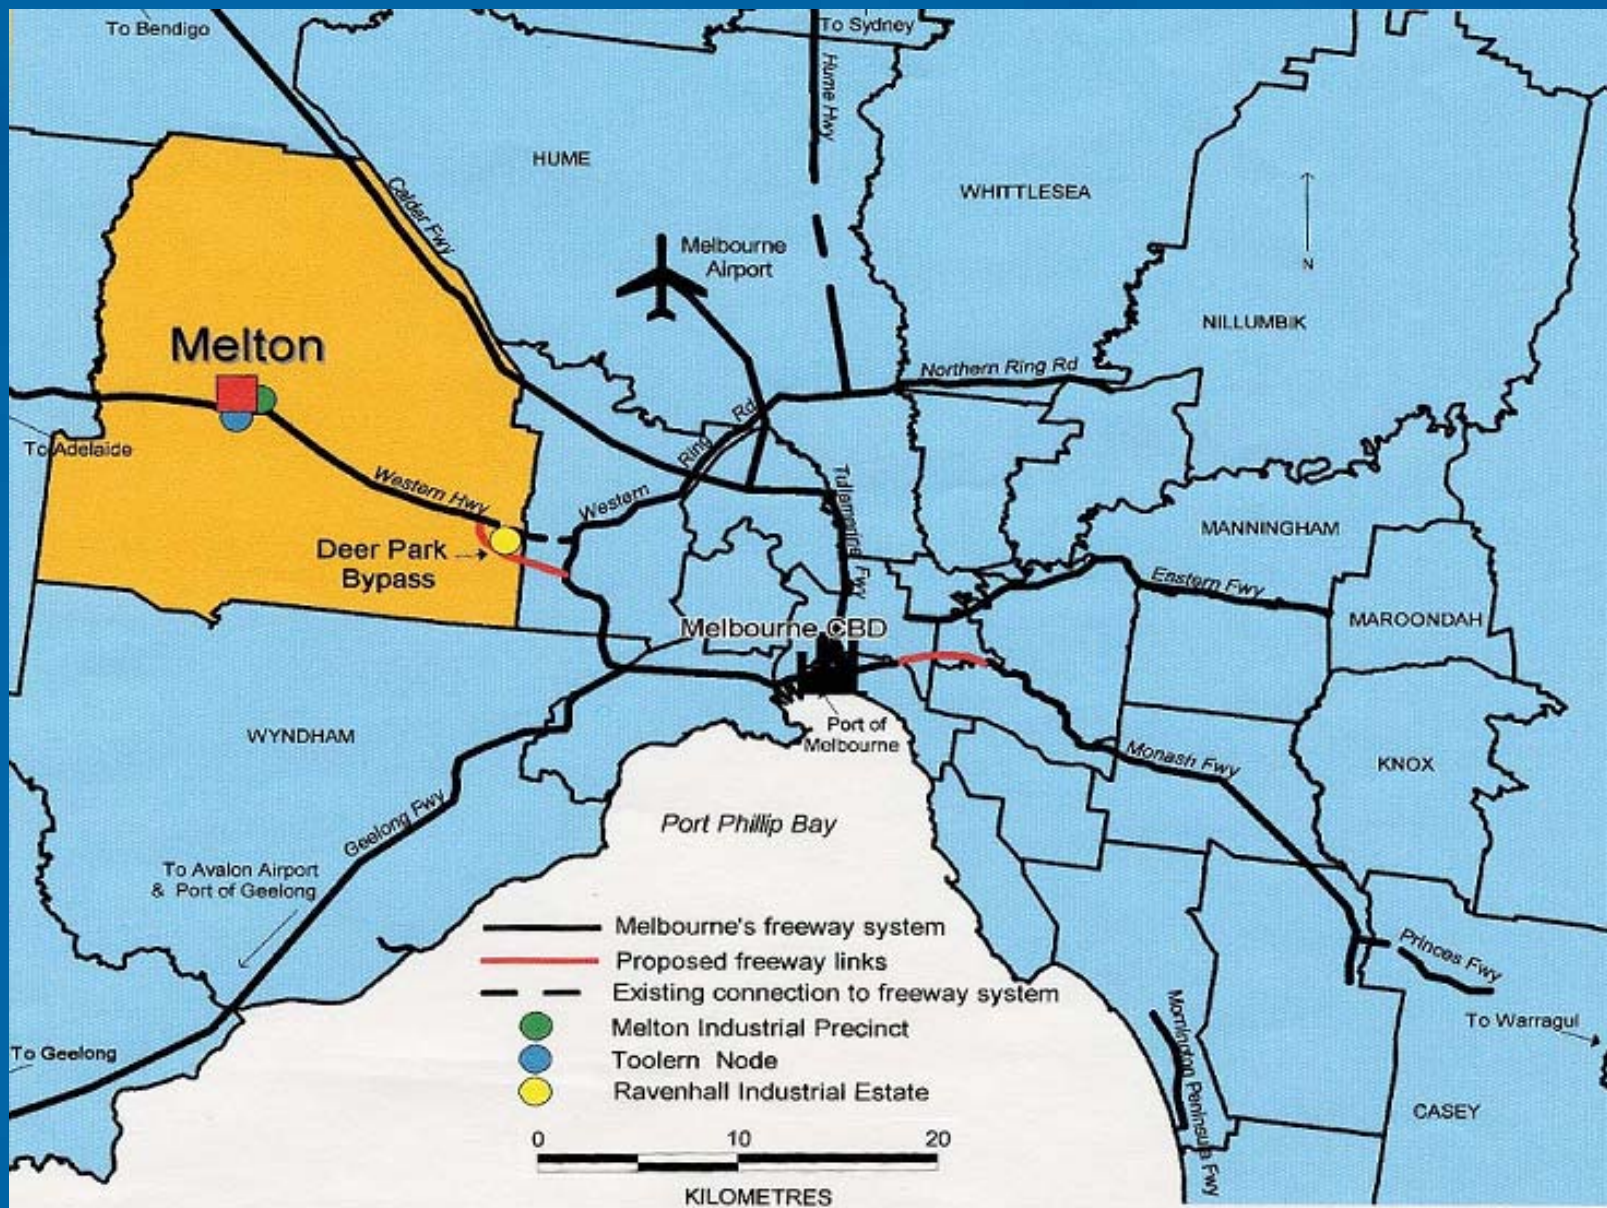 To Bendigo
To Sydney
Hume Hwy
HUME
WHITTLESEA
Calder Fwy
Melbourne
Airport
N
NILLUMBIK
Melton
Northern Ring Rd
Western Ring Rd
To Adelaide
Western Hwy
Tullamarine Fwy
MANNINGHAM
Deer Park
Bypass
Eastern Fwy
MAROONDAH
Melbourne CBD
WYNDHAM
Port of
Melbourne
Monash Fwy
KNOX
Geelong Fwy
Port Phillip Bay
To Avalon Airport
& Port of Geelong
Melbourne's freeway system
Proposed freeway links
Existing connection to freeway system
Princes Fwy
Melton Industrial Precinct
To Warragul
To Geelong
Toolern Node
Ravenhall Industrial Estate
Mornington Peninsula Fwy
CASEY
0 10 20
KILOMETRES